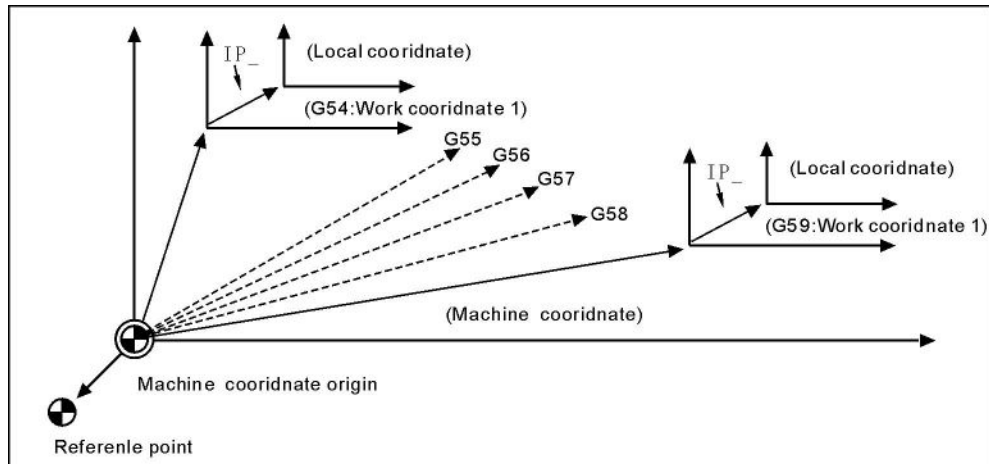 IP_
(Local cooridnate)
(G54:Work cooridnate 1)
G55
G56
G57
G58
IP_
(Local cooridnate)
(G59:Work cooridnate 1)
(Machine cooridnate)
Machine cooridnate origin
Referenle point